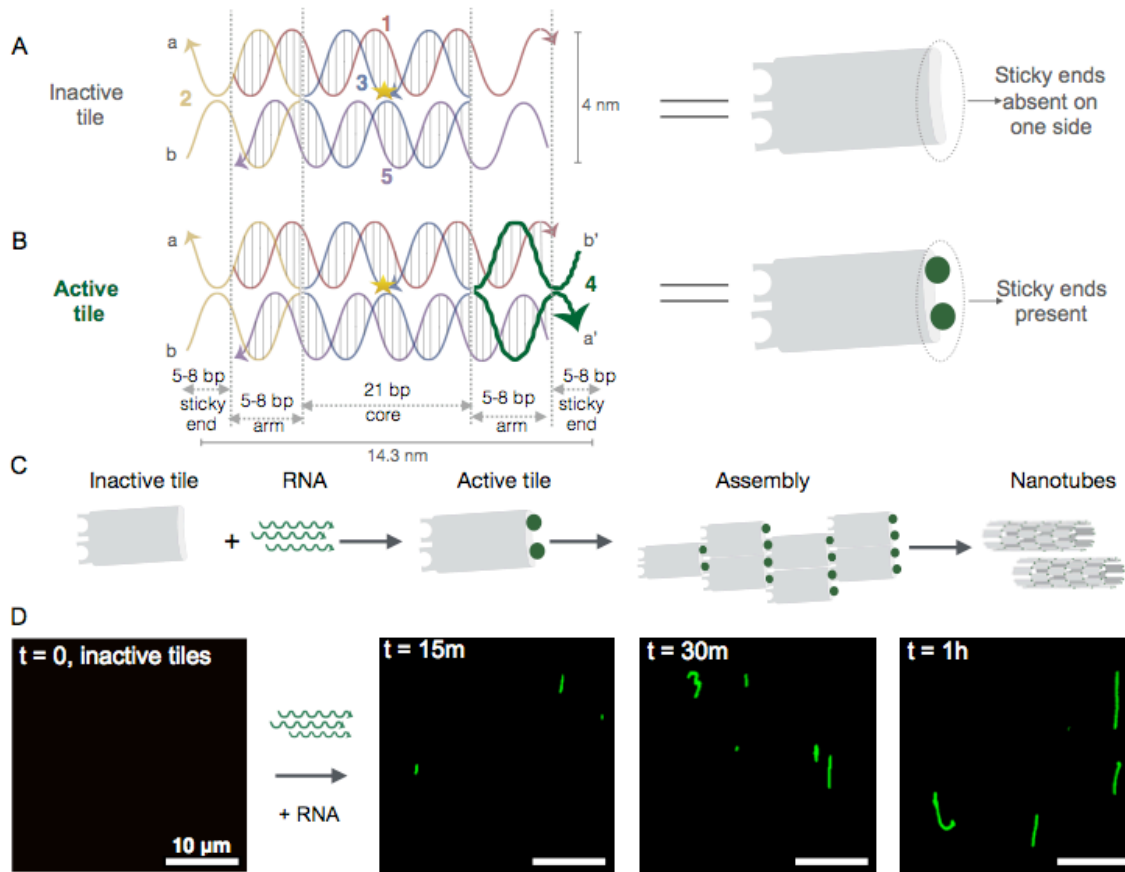 A
Inactive
tile
a
2
b
1
3
5
4 nm
Sticky ends
absent on
one side
B
Active
tile
a
b
b'
4
a'
Sticky ends
present
5-8 bp
sticky
end
5-8 bp
arm
21 bp
core
5-8 bp
arm
5-8 bp
sticky
end
14.3 nm
C
Inactive tile
RNA
Active tile
Assembly
Nanotubes
+
D
t = 0, inactive tiles
10 µm
+ RNA
t = 15m
t = 30m
t = 1h